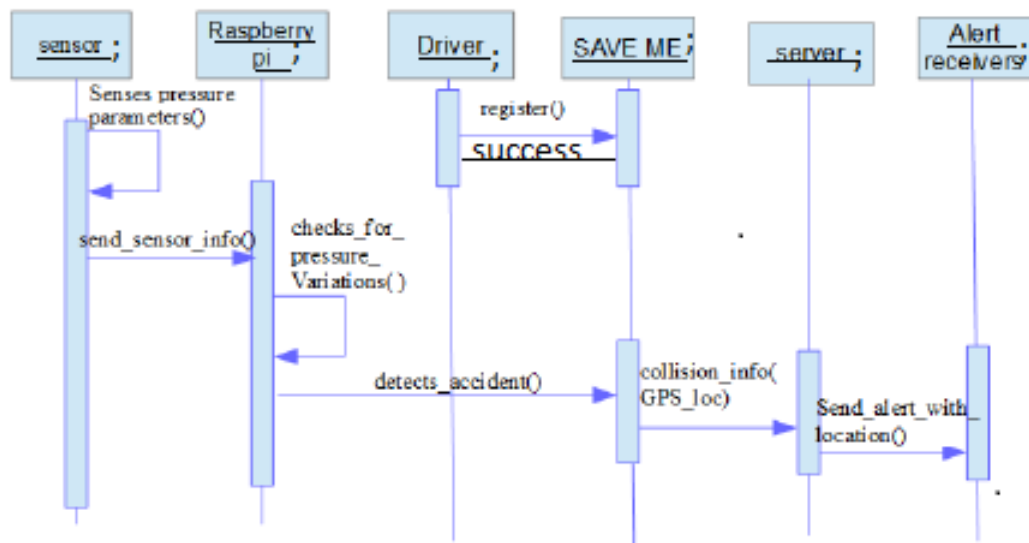 sensor ;
Raspberry
pi ;
Driver ;
SAVE ME ;
server ;
Alert
receivers ;
Senses pressure
parameters()
register()
success
send_sensor_info()
checks_for_
pressure_
Variations( )
detects_accident()
collision_info(
GPS_loc)
Send_alert_with_
location()